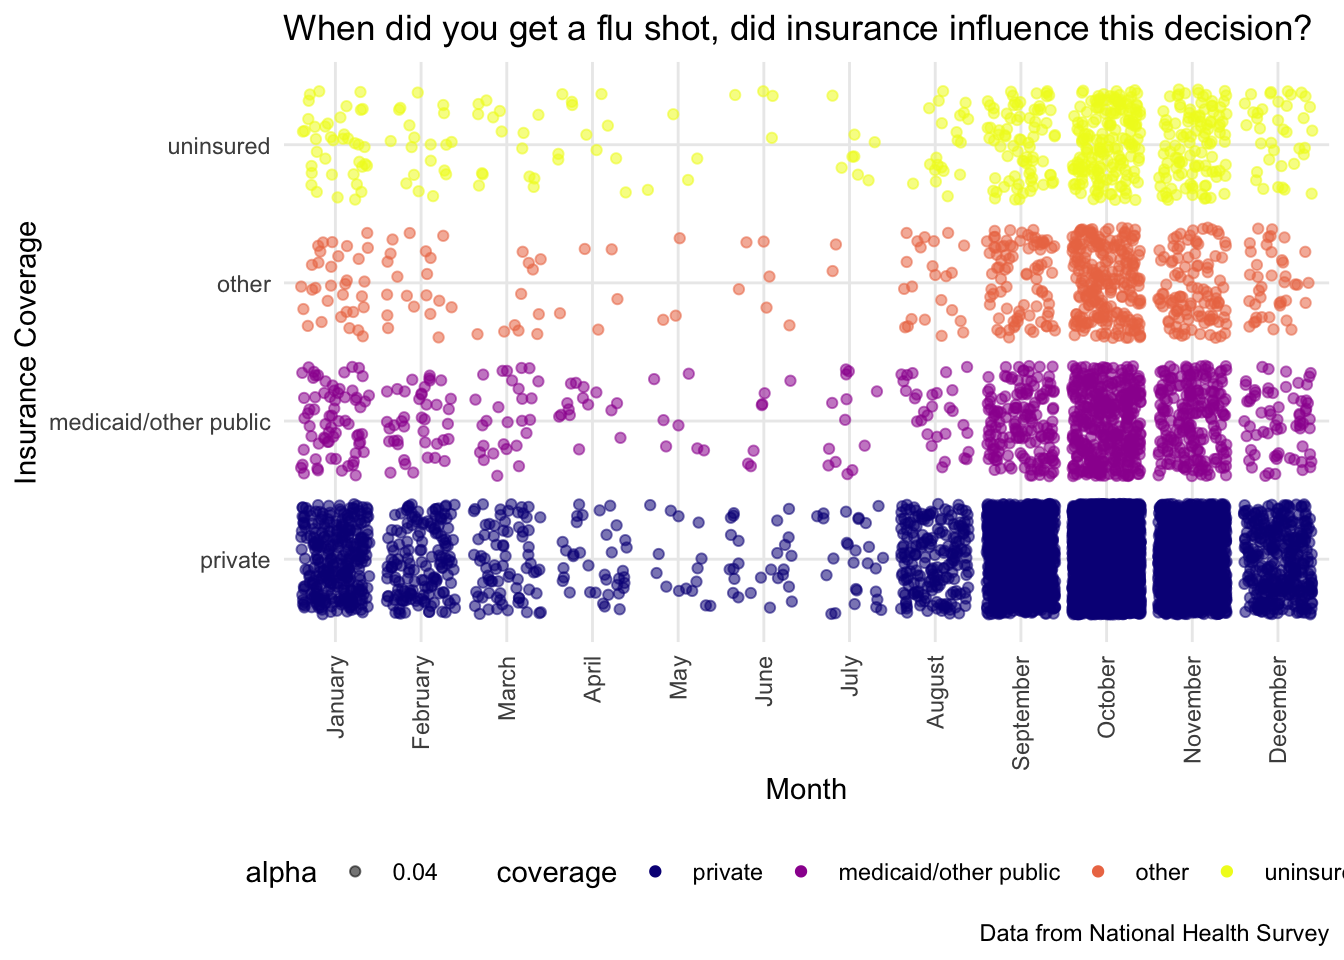 When did you get a flu shot, did insurance influence this decision?
Insurance Coverage
uninsured
other
medicaid/other public
private
January
February
March
April
May
June
July
August
September
October
November
December
Month
alpha 0.04 coverage private medicaid/other public other uninsure
Data from National Health Survey